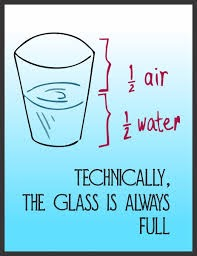 ½ air
½ water
TECHNICALLY,
THE GLASS IS ALWAYS
FULL